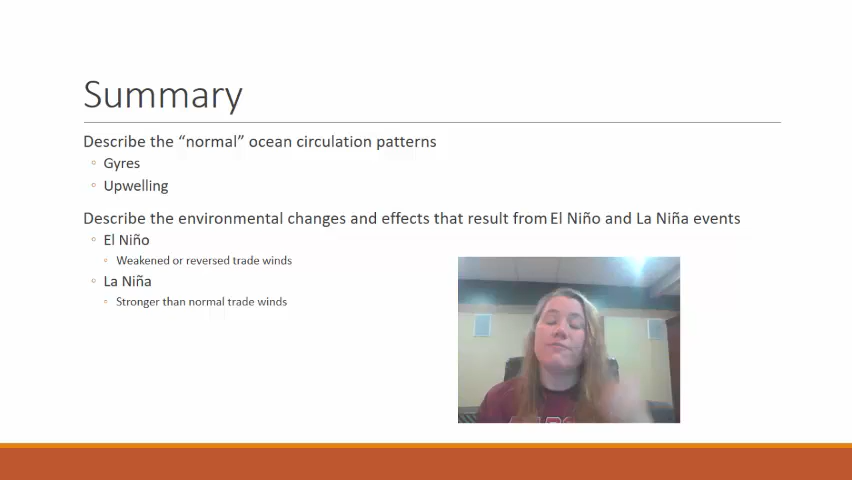 Summary
Describe the “normal” ocean circulation patterns
Gyres
Upwelling
Describe the environmental changes and effects that result from El Niño and La Niña events
El Niño
Weakened or reversed trade winds
La Niña
Stronger than normal trade winds